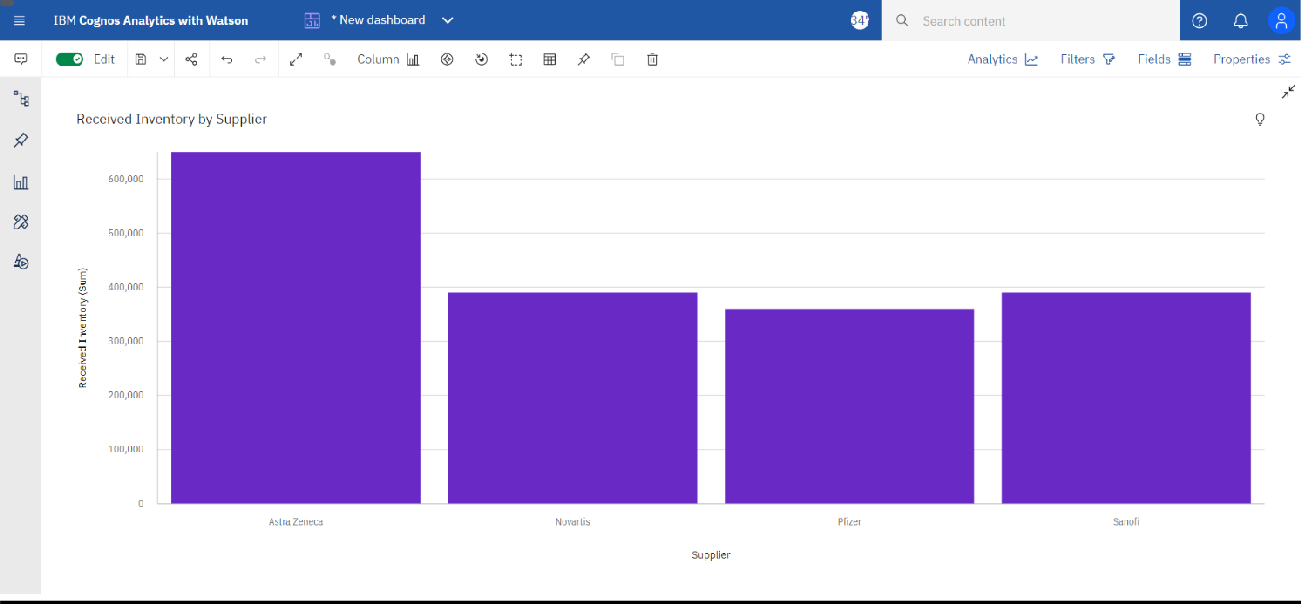 IBM Cognos Analytics with Watson
* New dashboard
34'
Search content
Edit
Column
Analytics
Filters
Fields
Properties
Received Inventory by Supplier
600,000
500,000
400,000
300,000
200,000
100,000
0
Received Inventory (Sum)
Astra Zeneca
Novartis
Pfizer
Sanofi
Supplier